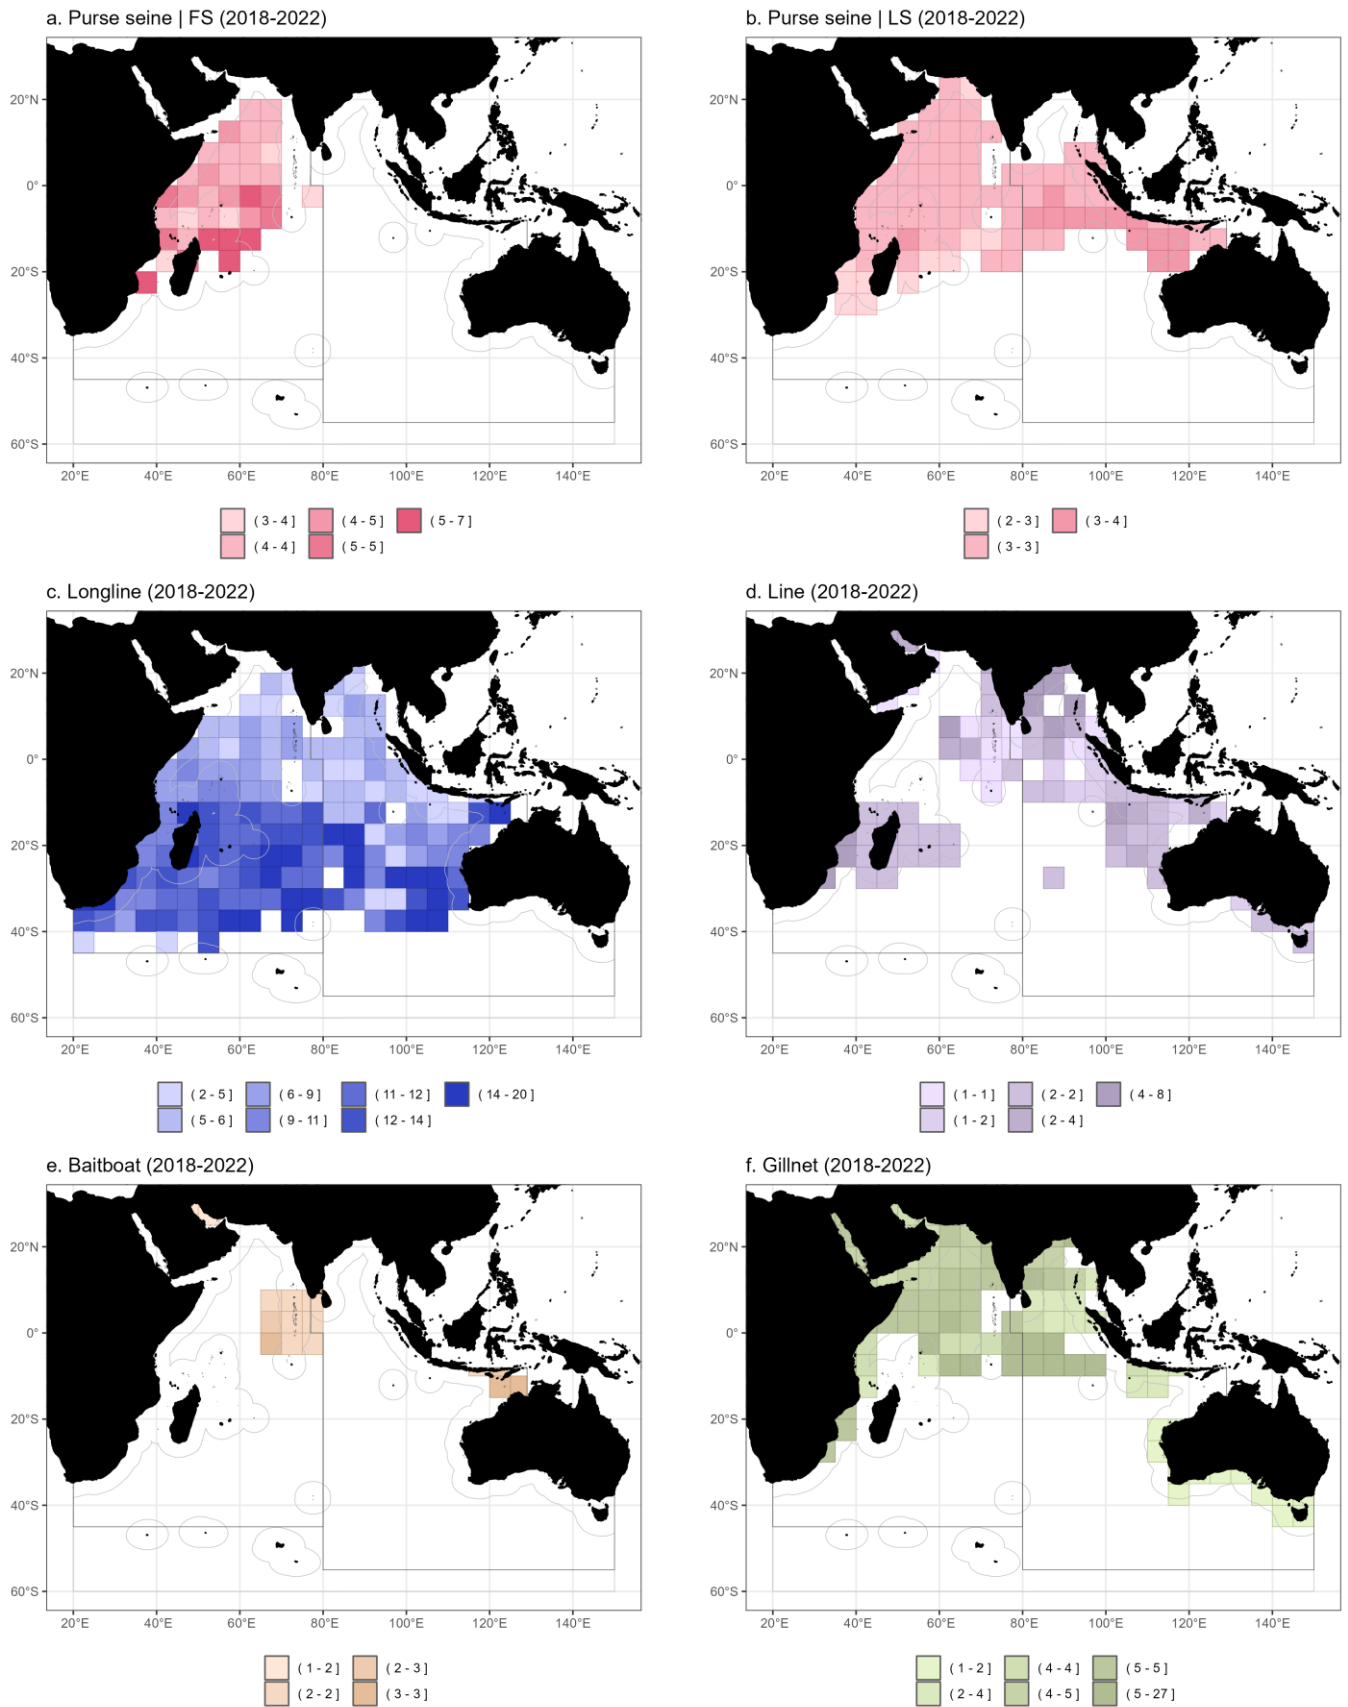 a. Purse seine | FS (2018-2022)
b. Purse seine | LS (2018-2022)
20°N
0°
20°S
40°S
60°S
20°E 40°E 60°E 80°E 100°E 120°E 140°E
20°N
0°
20°S
40°S
60°S
20°E 40°E 60°E 80°E 100°E 120°E 140°E
( 3 - 4 ] ( 4 - 5 ] ( 5 - 7 ]
( 4 - 4 ] ( 5 - 5 ]
( 2 - 3 ] ( 3 - 4 ]
( 3 - 3 ]
c. Longline (2018-2022)
d. Line (2018-2022)
20°N
0°
20°S
40°S
60°S
20°E 40°E 60°E 80°E 100°E 120°E 140°E
20°N
0°
20°S
40°S
60°S
20°E 40°E 60°E 80°E 100°E 120°E 140°E
( 2 - 5 ] ( 6 - 9 ] ( 11 - 12 ] ( 14 - 20 ]
( 5 - 6 ] ( 9 - 11 ] ( 12 - 14 ]
( 1 - 1 ] ( 2 - 2 ] ( 4 - 8 ]
( 1 - 2 ] ( 2 - 4 ]
e. Baitboat (2018-2022)
f. Gillnet (2018-2022)
20°N
0°
20°S
40°S
60°S
20°E 40°E 60°E 80°E 100°E 120°E 140°E
20°N
0°
20°S
40°S
60°S
20°E 40°E 60°E 80°E 100°E 120°E 140°E
( 1 - 2 ] ( 2 - 3 ]
( 2 - 2 ] ( 3 - 3 ]
( 1 - 2 ] ( 4 - 4 ] ( 5 - 5 ]
( 2 - 4 ] ( 4 - 5 ] ( 5 - 27 ]